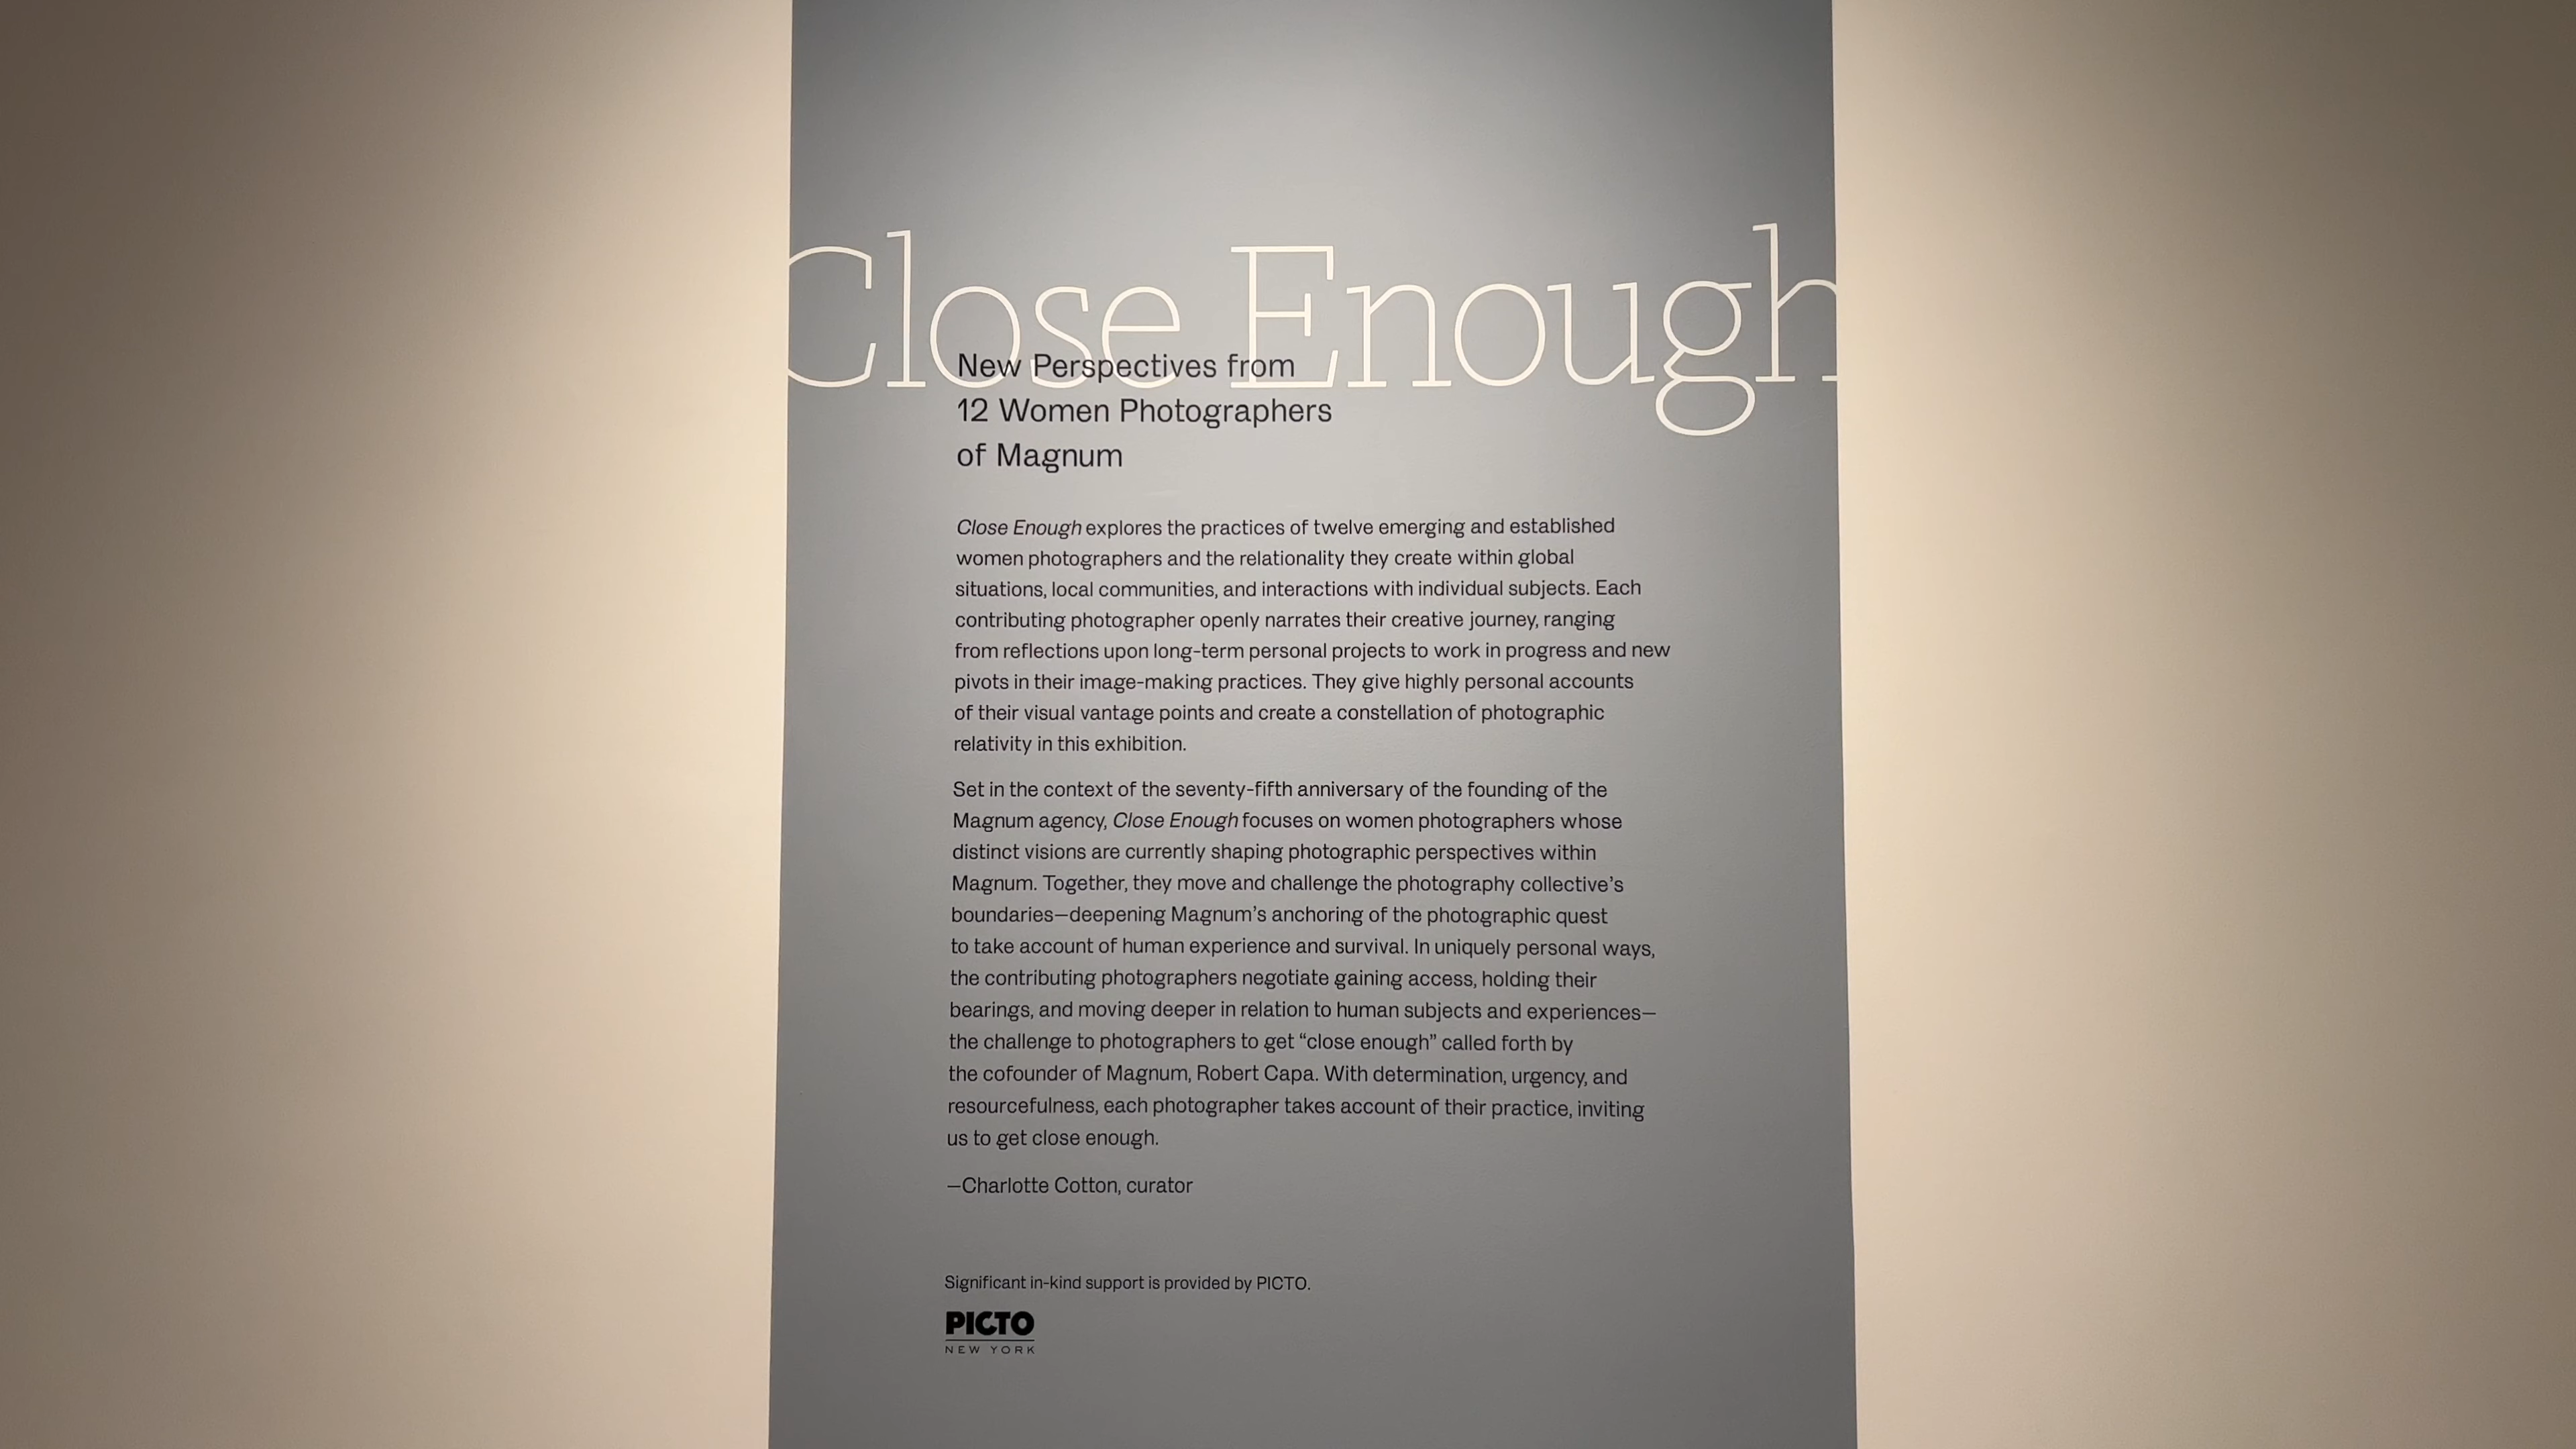 Close Enough
New Perspectives from
12 Women Photographers
of Magnum
Close Enough explores the practices of twelve emerging and established
women photographers and the relationality they create within global
situations, local communities, and interactions with individual subjects. Each
contributing photographer openly narrates their creative journey, ranging
from reflections upon long-term personal projects to work in progress and new
pivots in their image-making practices. They give highly personal accounts
of their visual vantage points and create a constellation of photographic
relativity in this exhibition.
Set in the context of the seventy-fifth anniversary of the founding of the
Magnum agency, Close Enough focuses on women photographers whose
distinct visions are currently shaping photographic perspectives within
Magnum. Together, they move and challenge the photography collective’s
boundaries—deepening Magnum’s anchoring of the photographic quest
to take account of human experience and survival. In uniquely personal ways,
the contributing photographers negotiate gaining access, holding their
bearings, and moving deeper in relation to human subjects and experiences—
the challenge to photographers to get “close enough” called forth by
the cofounder of Magnum, Robert Capa. With determination, urgency, and
resourcefulness, each photographer takes account of their practice, inviting
us to get close enough.
—Charlotte Cotton, curator
Significant in-kind support is provided by PICTO.
PICTO
NEW YORK